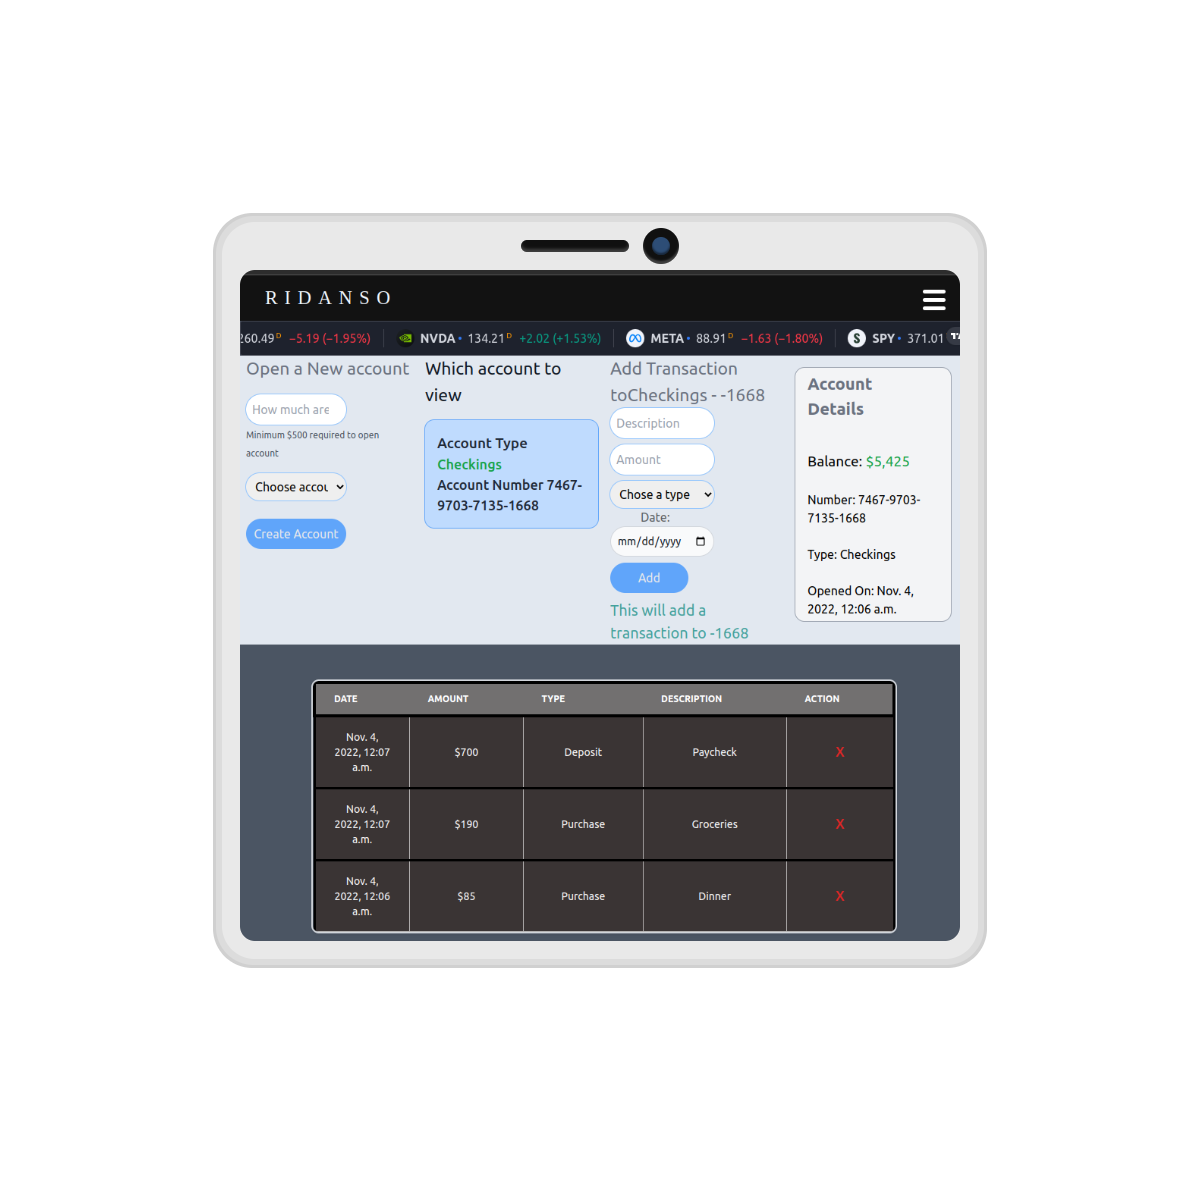 RIDANSO
260.49 D −5.19 (−1.95%) NVDA • 134.21 D +2.02 (+1.53%) META • 88.91 D −1.63 (−1.80%) SPY • 371.01
Open a New account
How much are
Minimum $500 required to open
account
Choose accou
Create Account
Which account to
view
Account Type
Checkings
Account Number 7467-
9703-7135-1668
Add Transaction
toCheckings - -1668
Description
Amount
Chose a type
Date:
mm/dd/yyyy
Add
This will add a
transaction to -1668
Account
Details
Balance: $5,425
Number: 7467-9703-
7135-1668
Type: Checkings
Opened On: Nov. 4,
2022, 12:06 a.m.
DATE AMOUNT TYPE DESCRIPTION ACTION
Nov. 4,
2022, 12:07
a.m.
$700 Deposit Paycheck X
Nov. 4,
2022, 12:07
a.m.
$190 Purchase Groceries X
Nov. 4,
2022, 12:06
a.m.
$85 Purchase Dinner X